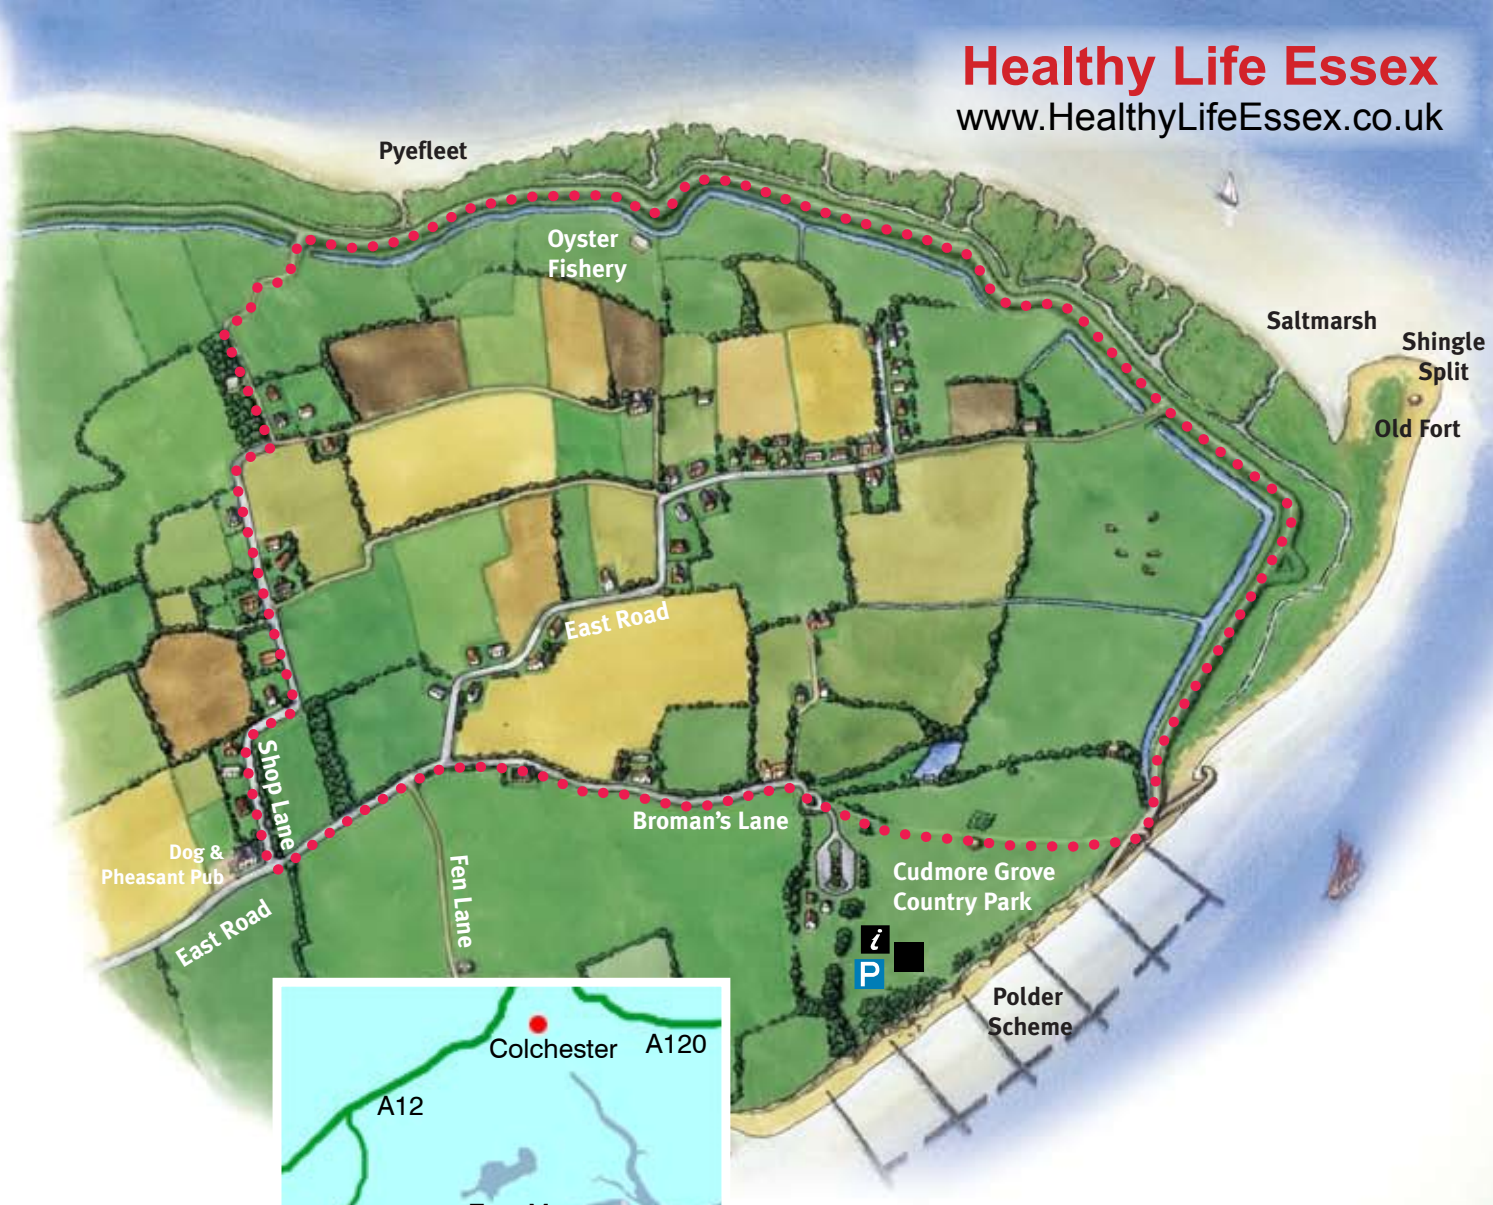 Healthy Life Essex
www.HealthyLifeEssex.co.uk
Pyefleet
Oyster
Fishery
Saltmarsh
Shingle
Split
Old Fort
East Road
Shop Lane
Broman's Lane
Dog &
Pheasant Pub
Fen Lane
Cudmore Grove
Country Park
East Road
i
P
Polder
Scheme
Colchester
A120
A12